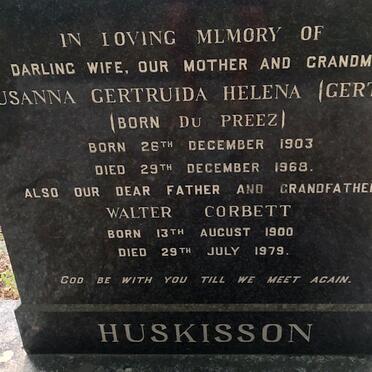 IN LOVING MEMORY OF
DARLING WIFE, OUR MOTHER AND GRANDM
USANNA GERTRUIDA HELENA (GERT
(BORN DU PREEZ)
BORN 26TH DECEMBER 1903
DIED 29TH DECEMBER 1968.
ALSO OUR DEAR FATHER AND GRANDFATHE
WALTER CORBETT
BORN 13TH AUGUST 1900
DIED 29TH JULY 1979.
GOD BE WITH YOU TILL WE MEET AGAIN.
HUSKISSON